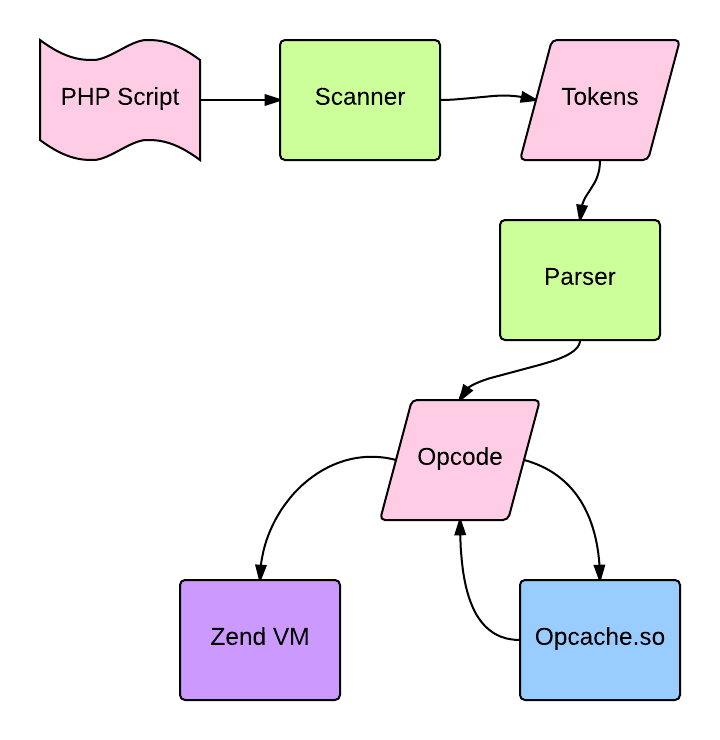 PHP Script
Scanner
Tokens
Parser
Opcode
Zend VM
Opcache.so